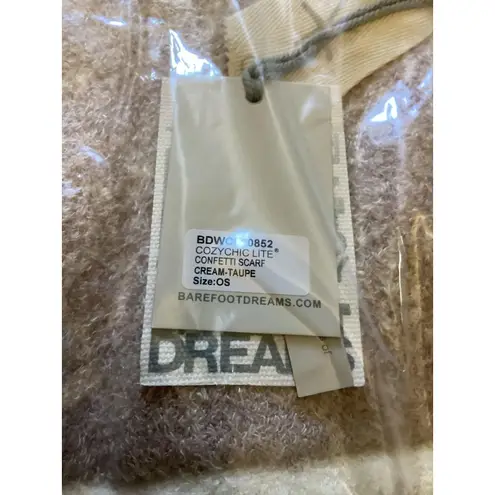 COZYCHIC LITE®
CONFETTI SCARF
CREAM-TAUPE
Size:OS
BAREFOOTDREAMS.COM
DREAMS